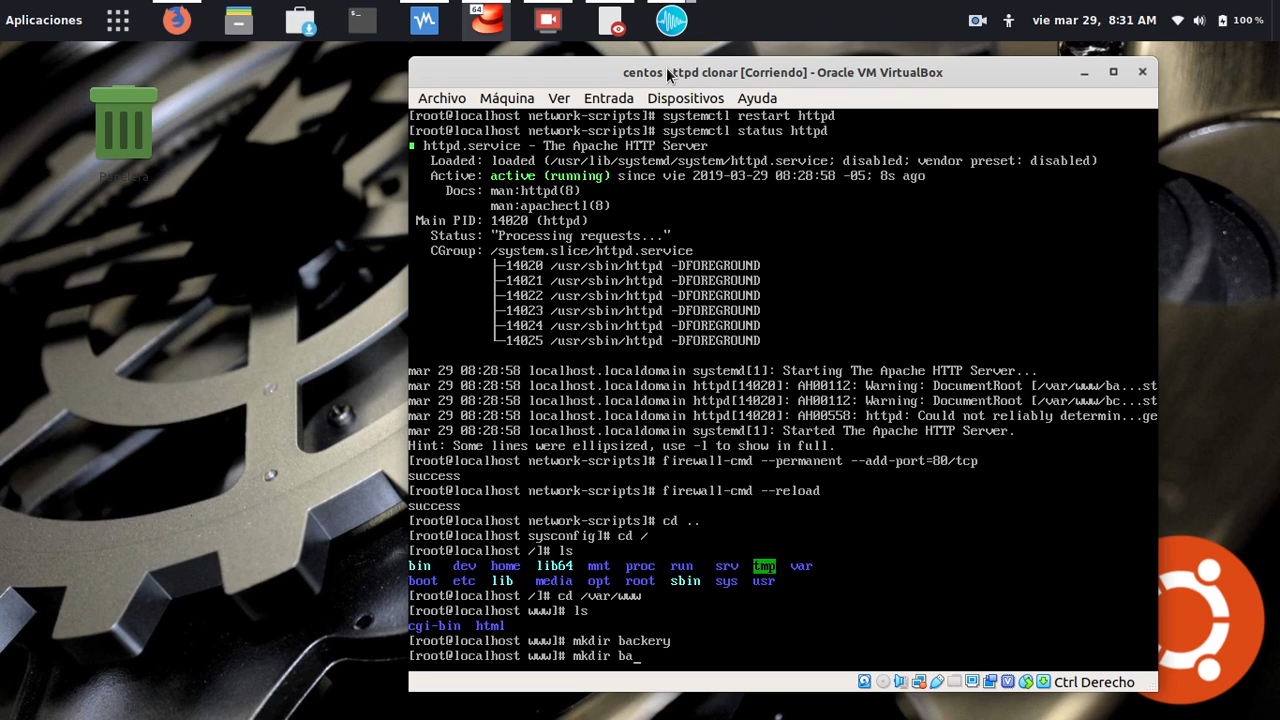 Aplicaciones
64
vie mar 29, 8:31 AM
100 %
Papelera
centos httpd clonar [Corriendo] - Oracle VM VirtualBox
Archivo Máquina Ver Entrada Dispositivos Ayuda
[root@localhost network-scripts]# systemctl restart httpd
[root@localhost network-scripts]# systemctl status httpd
httpd.service - The Apache HTTP Server
Loaded: loaded (/usr/lib/systemd/system/httpd.service; disabled; vendor preset: disabled)
Active: active (running) since vie 2019-03-29 08:28:58 -05; 8s ago
Docs: man:httpd(8)
man:apachectl(8)
Main PID: 14020 (httpd)
Status: "Processing requests..."
CGroup: /system.slice/httpd.service
├─14020 /usr/sbin/httpd -DFOREGROUND
├─14021 /usr/sbin/httpd -DFOREGROUND
├─14022 /usr/sbin/httpd -DFOREGROUND
├─14023 /usr/sbin/httpd -DFOREGROUND
├─14024 /usr/sbin/httpd -DFOREGROUND
└─14025 /usr/sbin/httpd -DFOREGROUND
mar 29 08:28:58 localhost.localdomain systemd[1]: Starting The Apache HTTP Server...
mar 29 08:28:58 localhost.localdomain httpd[14020]: AH00112: Warning: DocumentRoot [/var/www/ba...st
mar 29 08:28:58 localhost.localdomain httpd[14020]: AH00112: Warning: DocumentRoot [/var/www/bc...st
mar 29 08:28:58 localhost.localdomain httpd[14020]: AH00558: httpd: Could not reliably determin...ge
mar 29 08:28:58 localhost.localdomain systemd[1]: Started The Apache HTTP Server.
Hint: Some lines were ellipsized, use -l to show in full.
[root@localhost network-scripts]# firewall-cmd --permanent --add-port=80/tcp
success
[root@localhost network-scripts]# firewall-cmd --reload
success
[root@localhost network-scripts]# cd ..
[root@localhost sysconfig]# cd /
[root@localhost /]# ls
bin dev home lib64 mnt proc run srv tmp var
boot etc lib media opt root sbin sys usr
[root@localhost /]# cd /var/www
[root@localhost www]# ls
cgi-bin html
[root@localhost www]# mkdir backery
[root@localhost www]# mkdir ba_
Ctrl Derecho